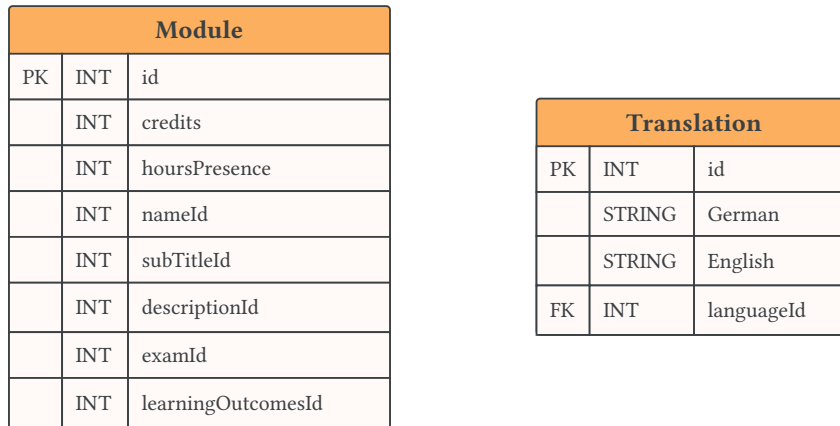 Module
PK INT id
INT credits
INT hoursPresence
INT nameId
INT subTitleId
INT descriptionId
INT examId
INT learningOutcomesId
Translation
PK INT id
STRING German
STRING English
FK INT languageId